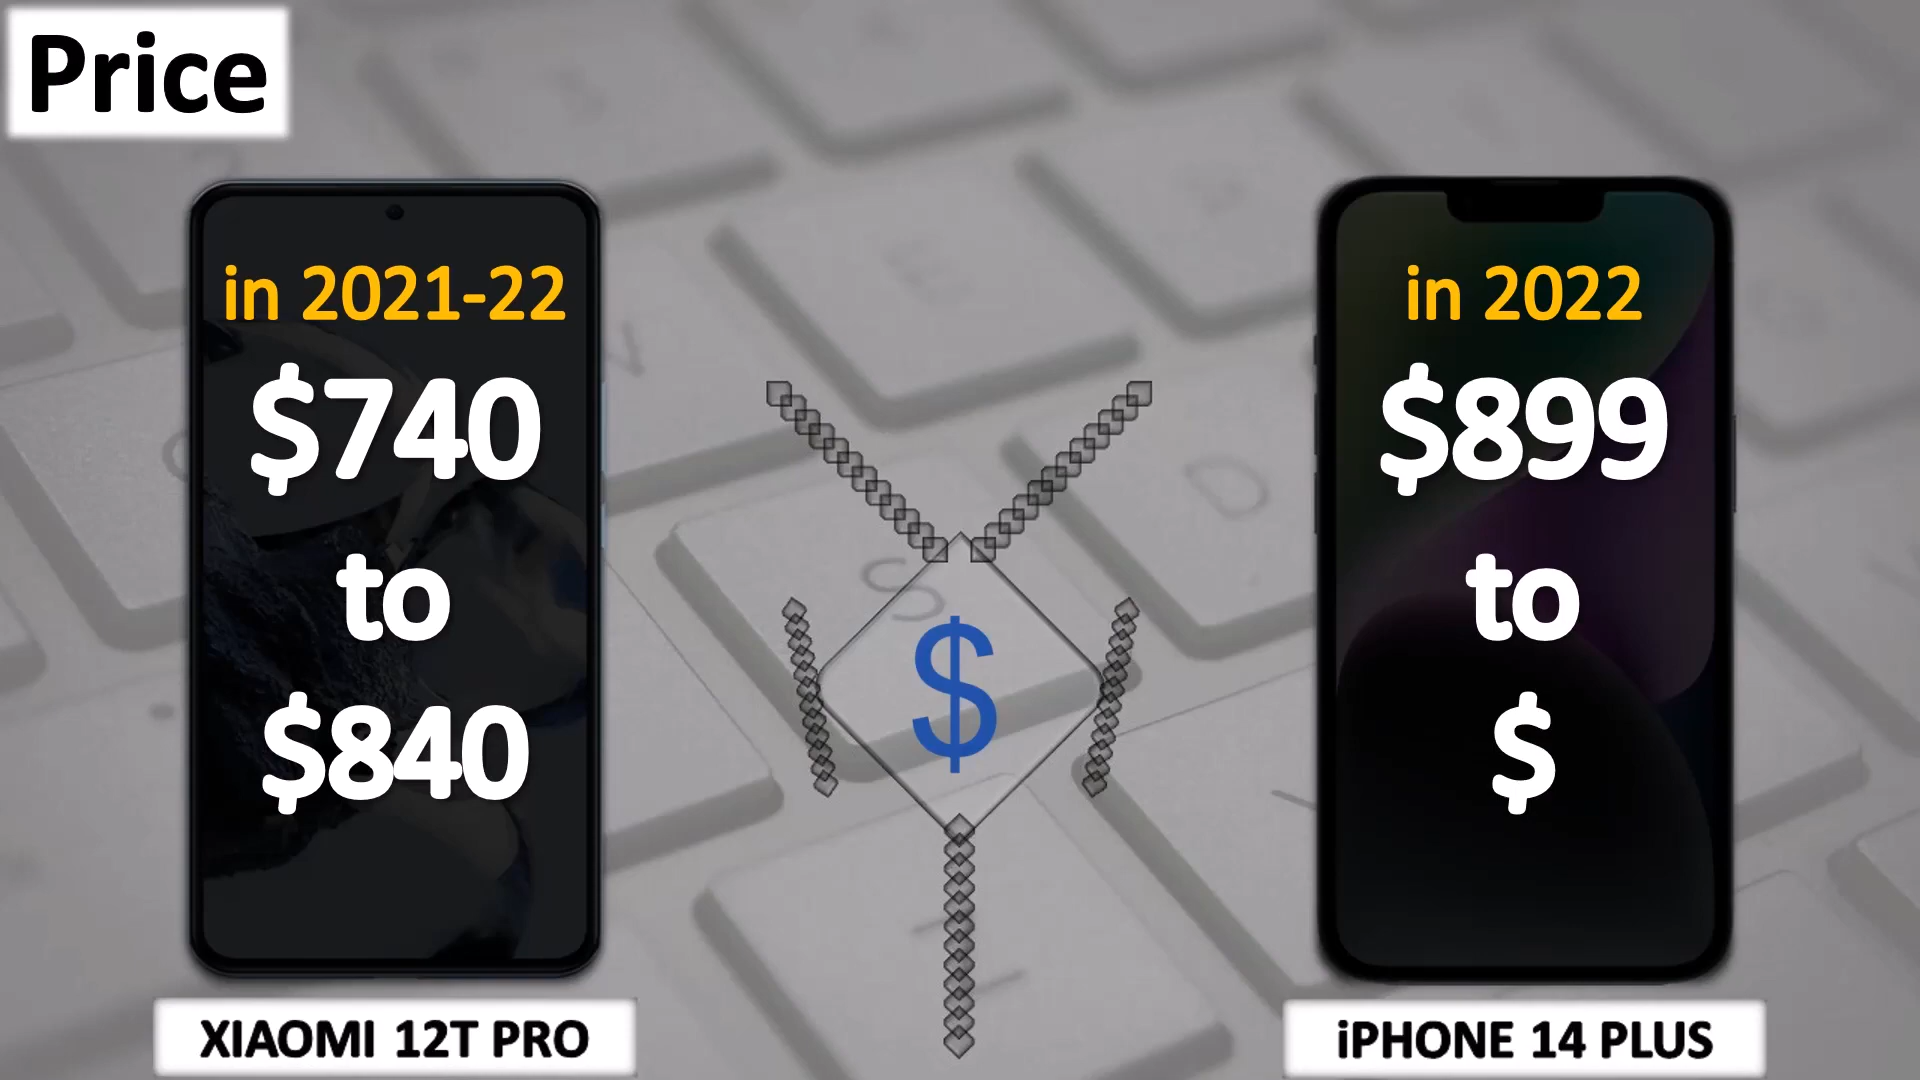 Price
in 2021-22
$740
to
$840
XIAOMI 12T PRO
in 2022
$899
to
$
iPHONE 14 PLUS
$
S
D
V